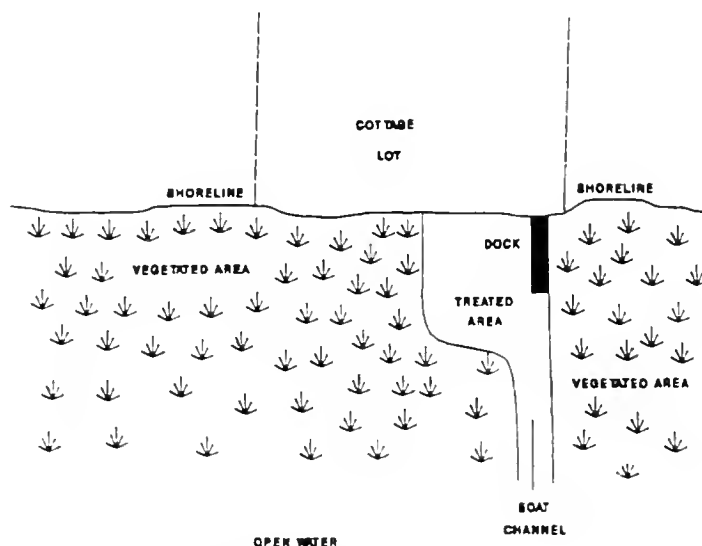 COTTAGE
LOT
SHORELINE
SHORELINE
DOCK
VEGETATED AREA
TREATED
AREA
VEGETATED AREA
BOAT
CHANNEL
OPEN WATER